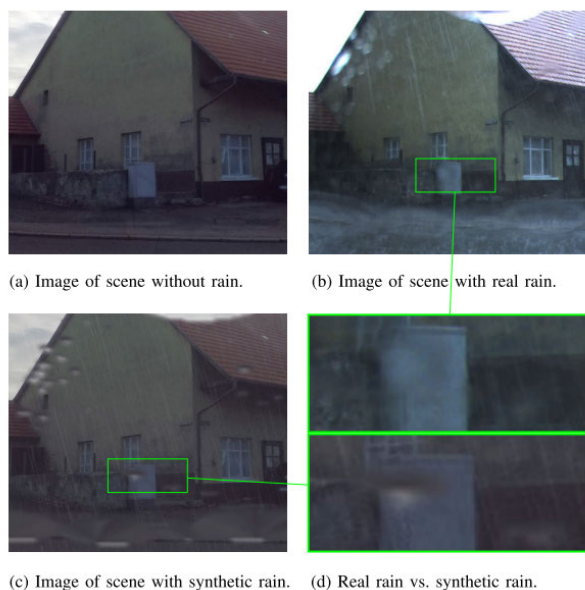 (a) Image of scene without rain.
(b) Image of scene with real rain.
(c) Image of scene with synthetic rain.
(d) Real rain vs. synthetic rain.